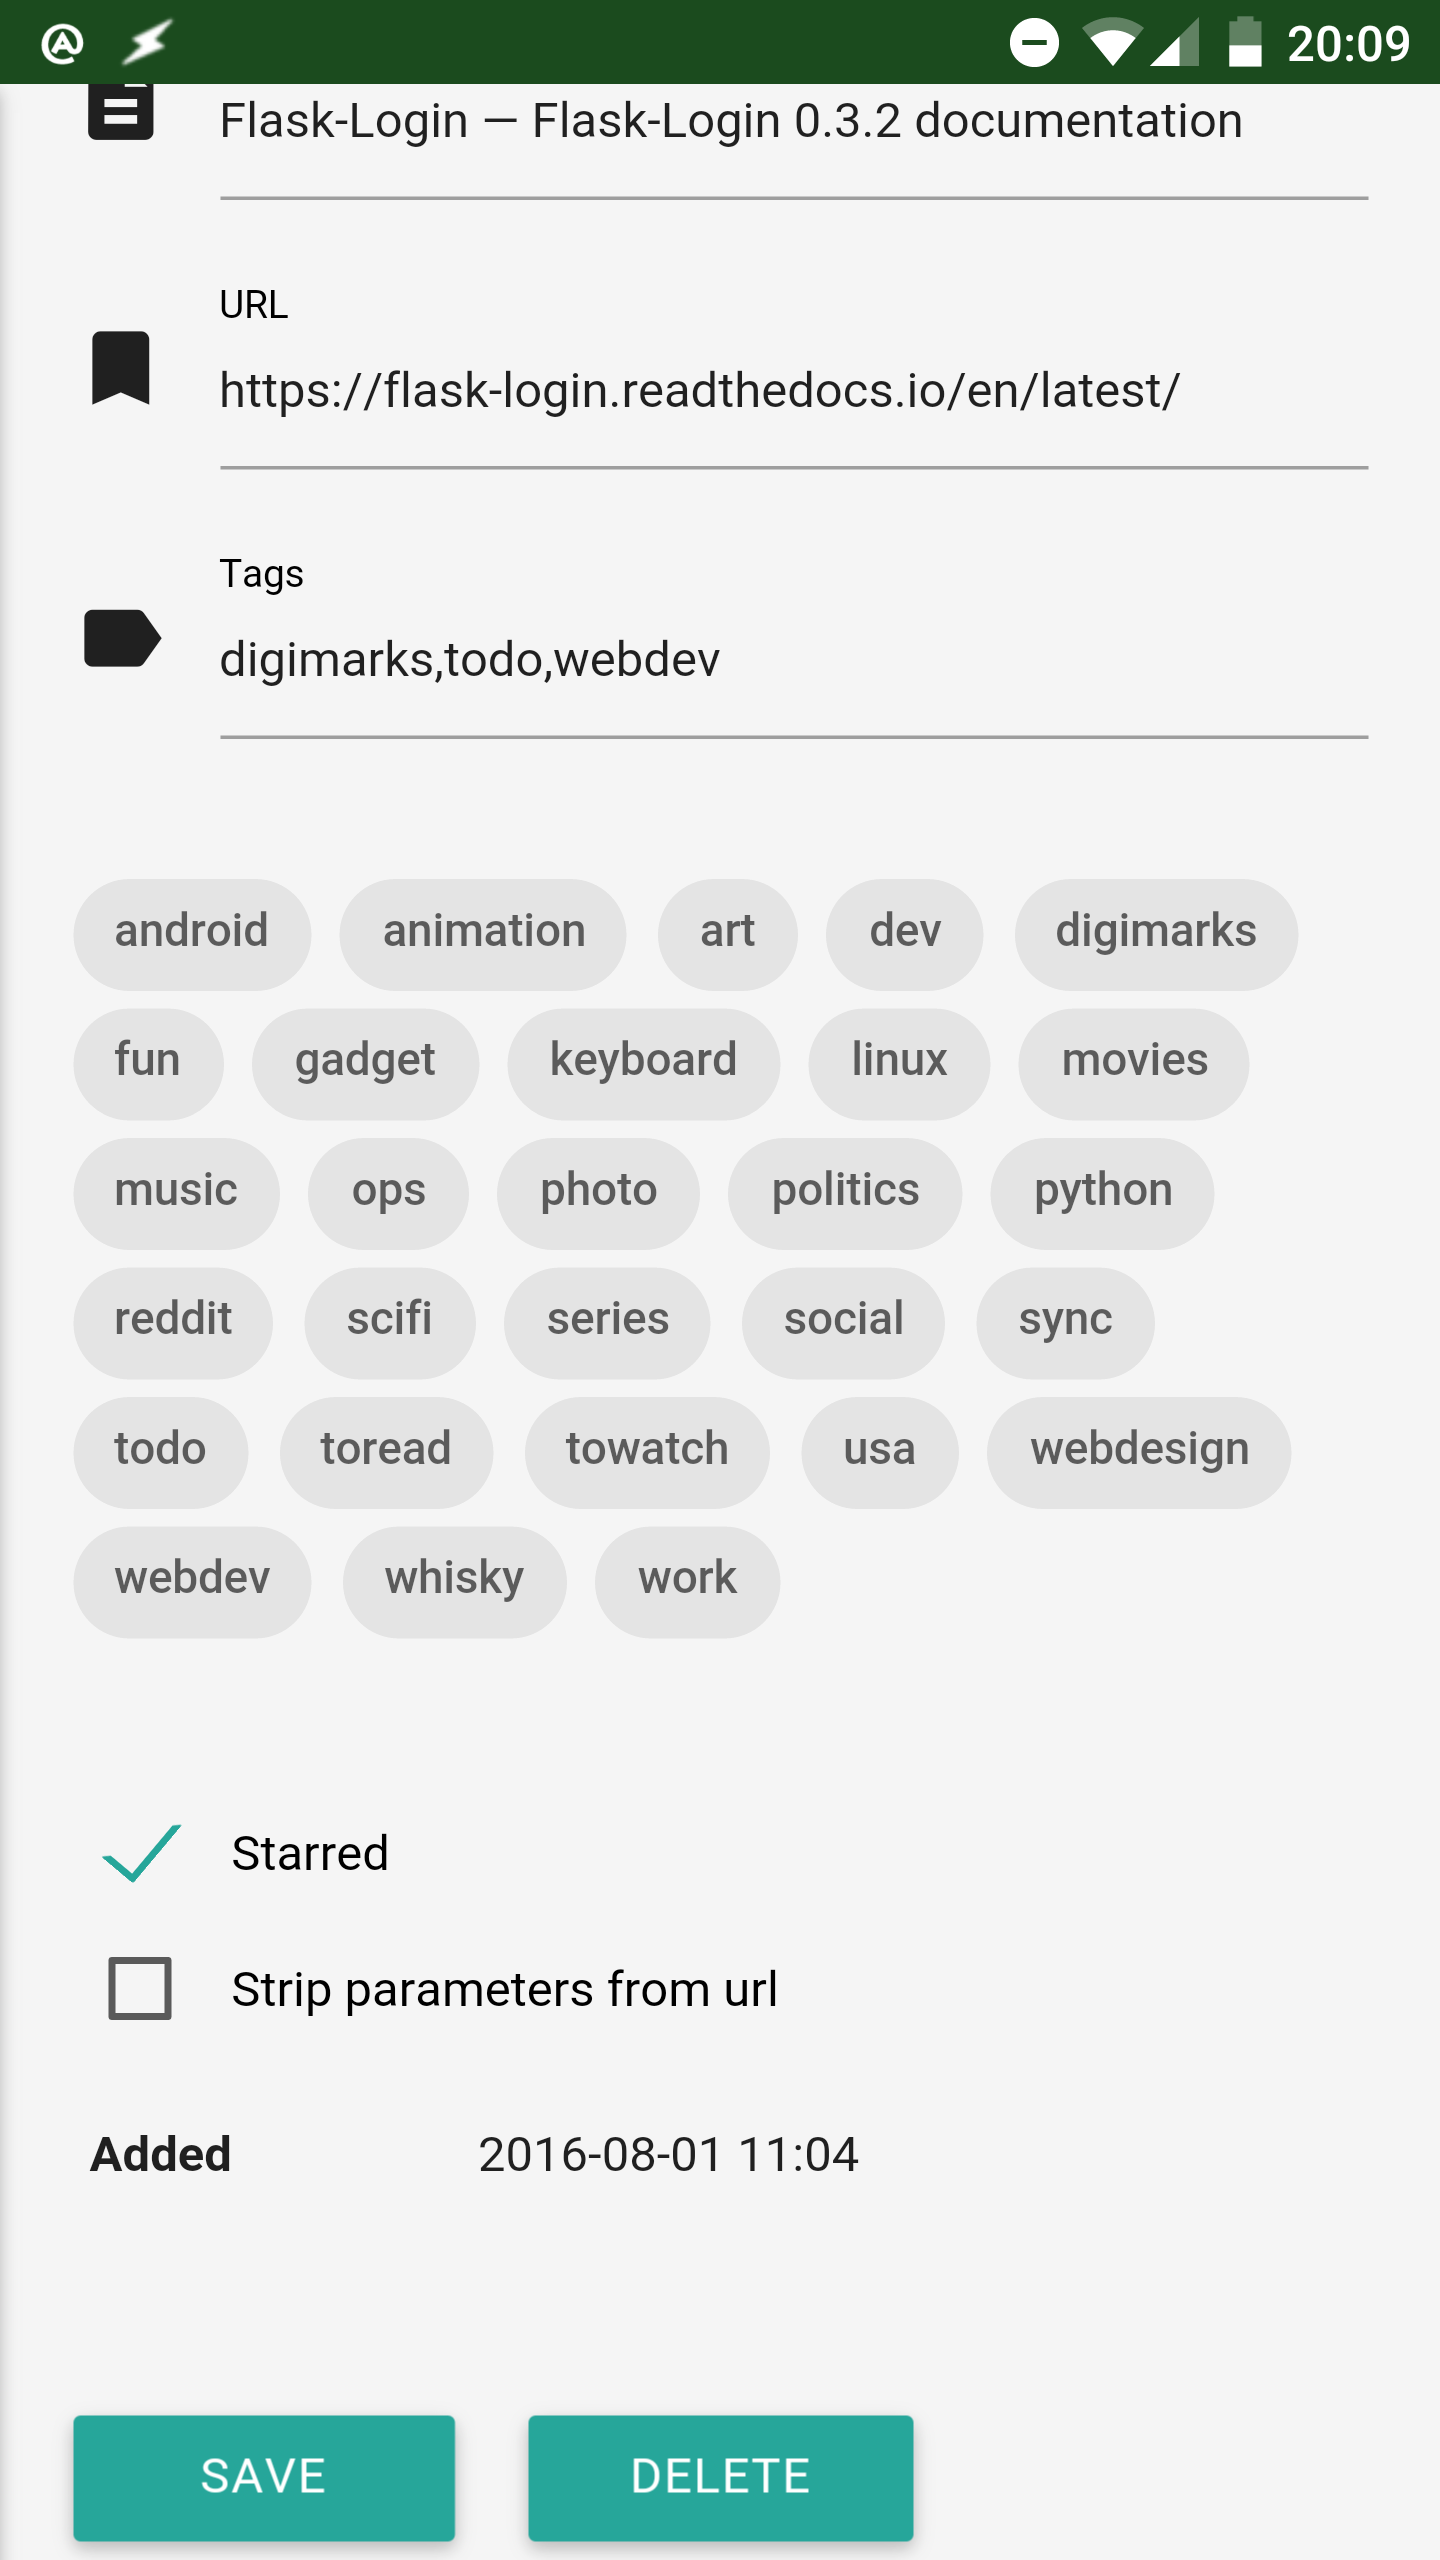 20:09
Flask-Login — Flask-Login 0.3.2 documentation
URL
https://flask-login.readthedocs.io/en/latest/
Tags
digimarks,todo,webdev
android animation art dev digimarks
fun gadget keyboard linux movies
music ops photo politics python
reddit scifi series social sync
todo toread towatch usa webdesign
webdev whisky work
Starred
Strip parameters from url
Added 2016-08-01 11:04
SAVE DELETE